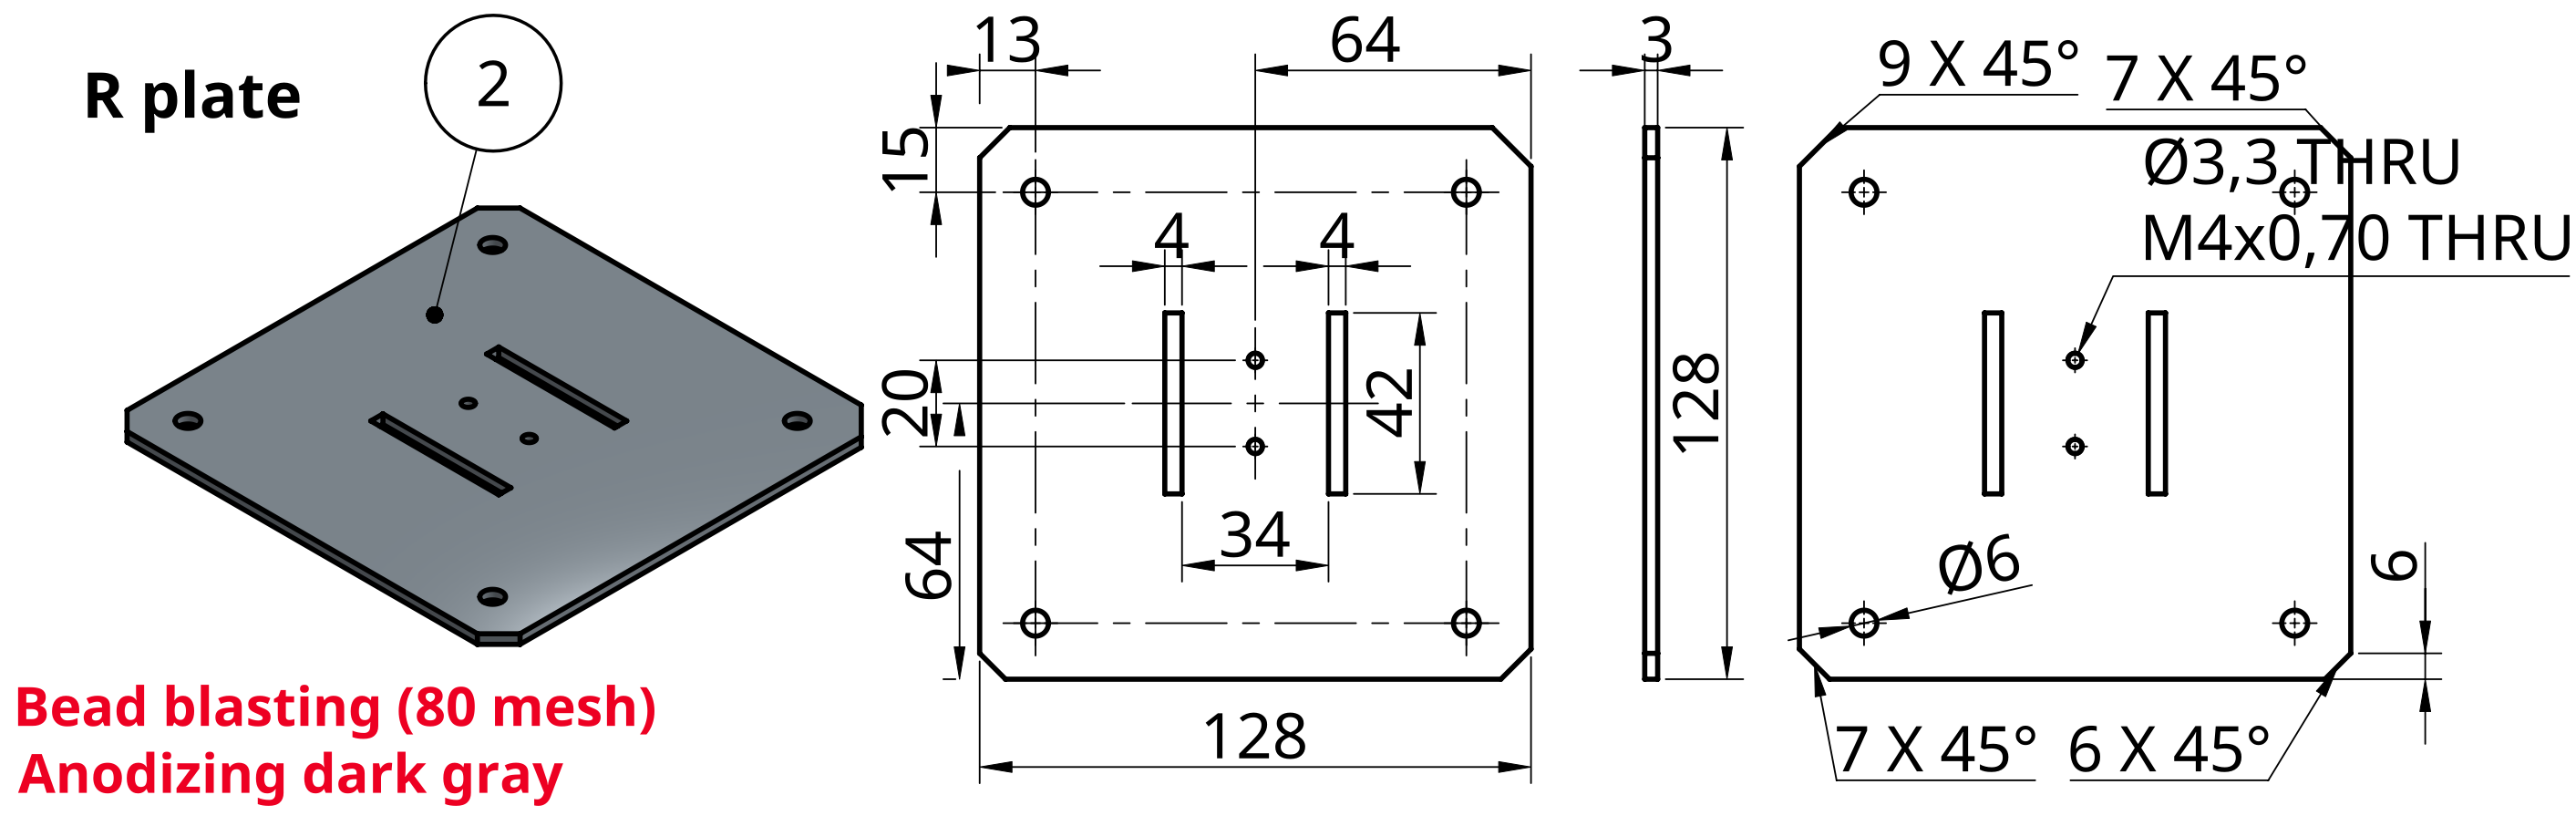 R plate
2
Bead blasting (80 mesh)
Anodizing dark gray
13
64
15
4
4
20
42
34
64
128
3
128
9 X 45°
7 X 45°
Ø3,3 THRU
M4x0,70 THRU
Ø6
6
7 X 45°
6 X 45°